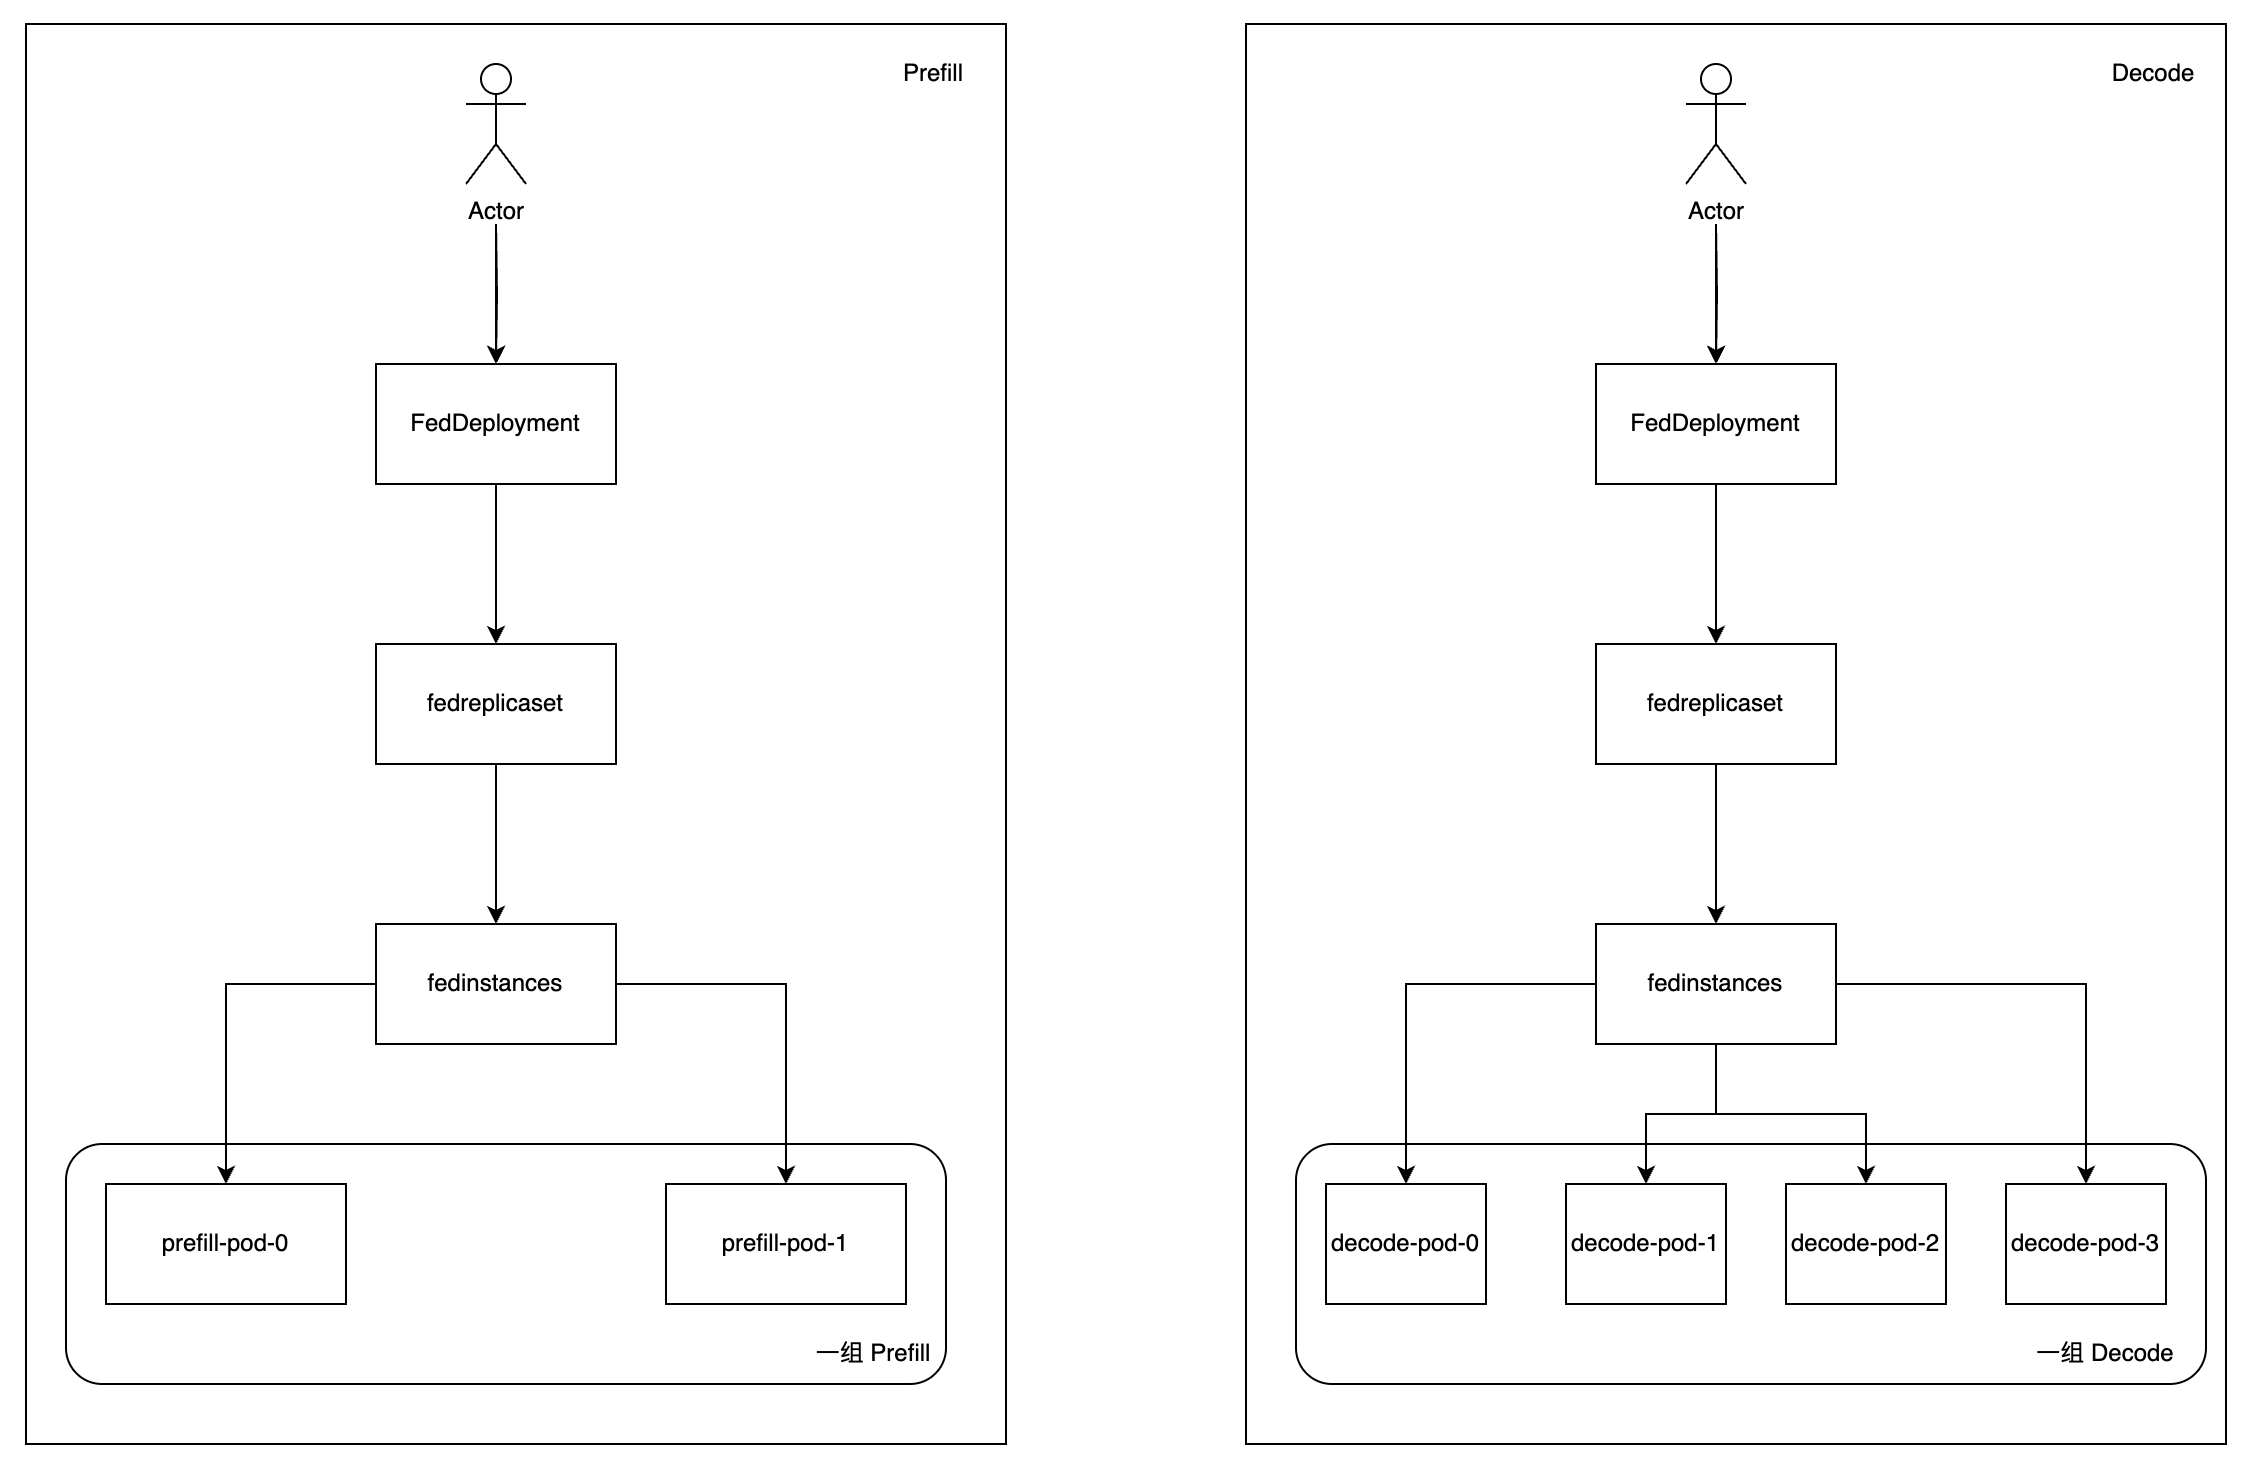 Prefill
Actor
FedDeployment
fedreplicaset
fedinstances
prefill-pod-0
prefill-pod-1
一组 Prefill
Decode
Actor
FedDeployment
fedreplicaset
fedinstances
decode-pod-0
decode-pod-1
decode-pod-2
decode-pod-3
一组 Decode